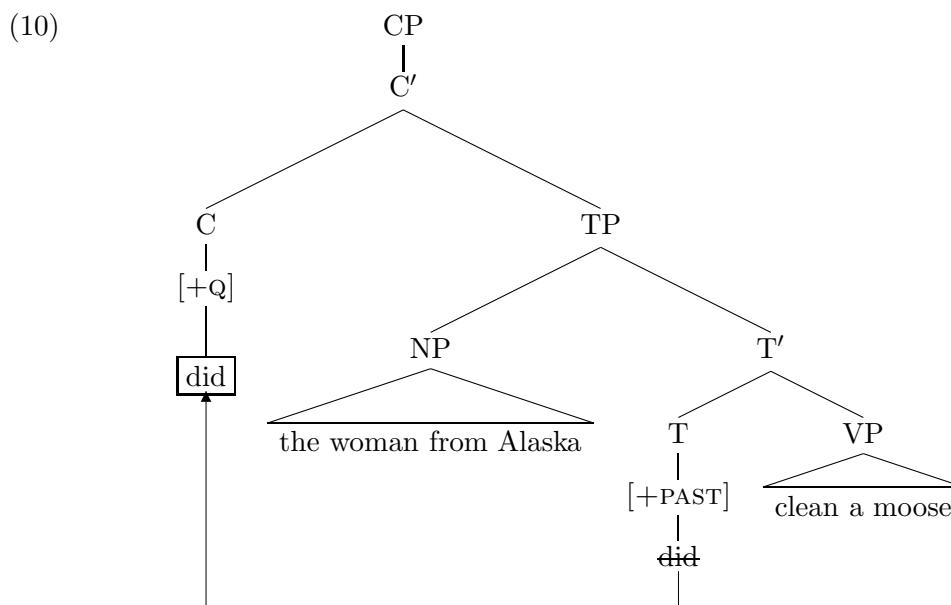 (10)
CP
C′
C TP
[+Q]
NP T′
did
the woman from Alaska
T VP
[+PAST]
clean a moose
did